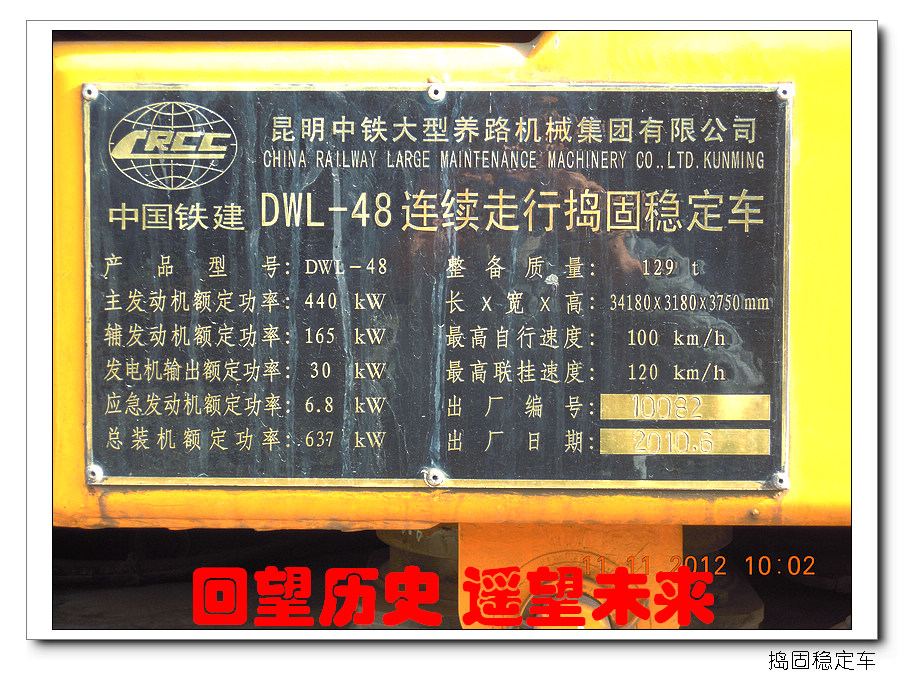 CRCC
昆明中铁大型养路机械集团有限公司
CHINA RAILWAY LARGE MAINTENANCE MACHINERY CO.,LTD.KUNMING
中国铁建 DWL-48连续走行捣固稳定车
产品型号: DWL-48 整备质量: 129 t
主发动机额定功率: 440 kW 长×宽×高: 34180×3180×3750mm
辅发动机额定功率: 165 kW 最高自行速度: 100 km/h
发电机输出额定功率: 30 kW 最高联挂速度: 120 km/h
应急发动机额定功率: 6.8 kW 出厂编号: 10082
总装机额定功率: 637 kW 出厂日期: 2010.6
11.11.2012 10:02
回望历史 遥望未来
捣固稳定车